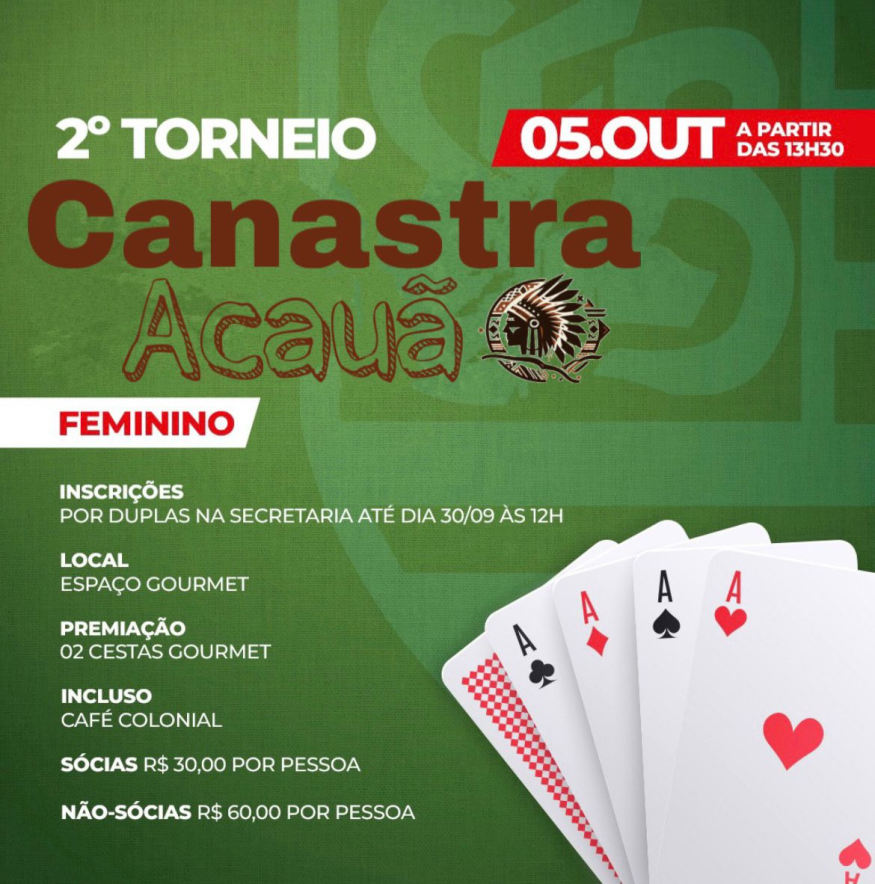 2º TORNEIO
05.OUT A PARTIR
DAS 13H30
Canastra
Acauã
FEMININO
INSCRIÇÕES
POR DUPLAS NA SECRETARIA ATÉ DIA 30/09 ÀS 12H
LOCAL
ESPAÇO GOURMET
PREMIAÇÃO
02 CESTAS GOURMET
INCLUSO
CAFÉ COLONIAL
SÓCIAS R$ 30,00 POR PESSOA
NÃO-SÓCIAS R$ 60,00 POR PESSOA
A
A
A
A
A